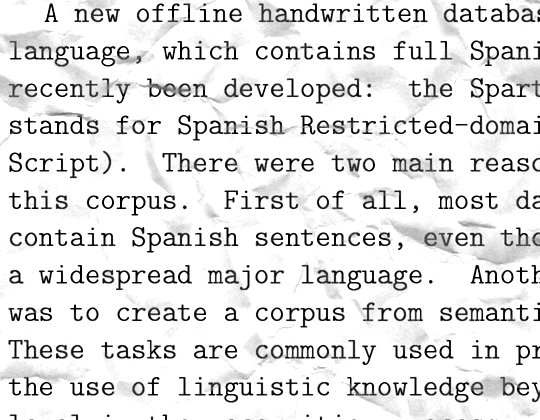 A new offline handwritten databas
language, which contains full Spani
recently been developed: the Spart
stands for Spanish Restricted-domai
Script). There were two main reaso
this corpus. First of all, most da
contain Spanish sentences, even tho
a widespread major language. Anoth
was to create a corpus from semanti
These tasks are commonly used in pr
the use of linguistic knowledge bey
level in the